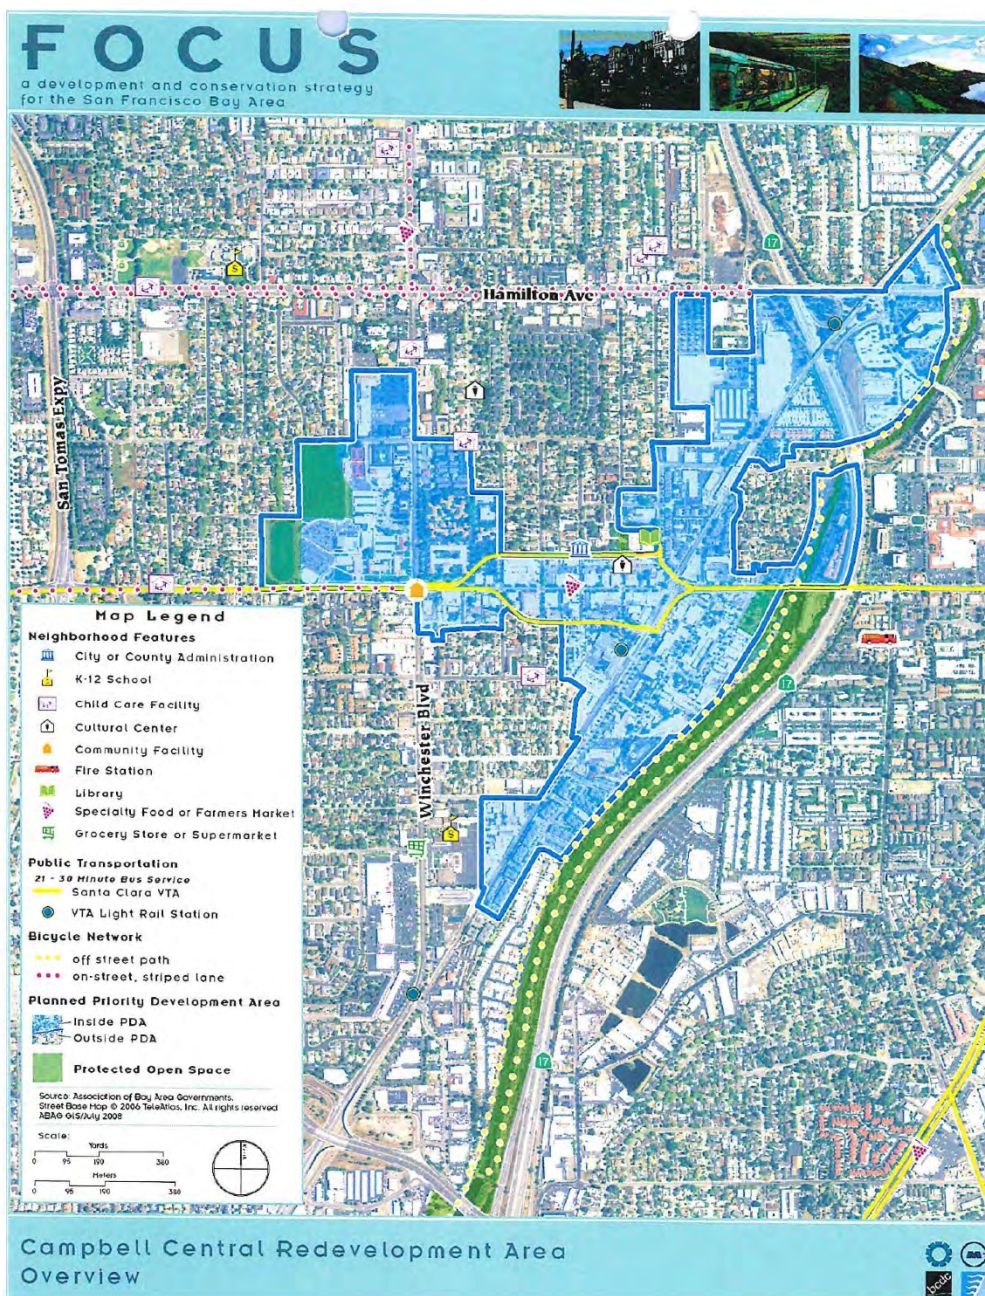 FOCUS
a development and conservation strategy
for the San Francisco Bay Area
17
Hamilton Ave
San Tomas Expy
Winchester Blvd
17
17
Map Legend
Neighborhood Features
City or County Administration
K-12 School
Child Care Facility
Cultural Center
Community Facility
Fire Station
Library
Specialty Food or Farmers Market
Grocery Store or Supermarket
Public Transportation
21 - 30 Minute Bus Service
Santa Clara VTA
VTA Light Rail Station
Bicycle Network
off street path
on-street, striped lane
Planned Priority Development Area
Inside PDA
Outside PDA
Protected Open Space
Source: Association of Bay Area Governments.
Street Base Map © 2006 TeleAtlas, Inc. All rights reserved
ABAG GIS/July 2008
Scale:
Yards
0 95 190 380
Meters
0 95 190 380
Campbell Central Redevelopment Area
Overview
bcdc